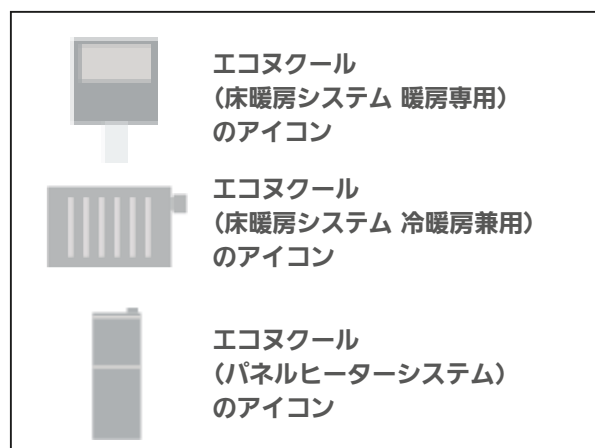 エコヌクール
（床暖房システム 暖房専用）
のアイコン
エコヌクール
（床暖房システム 冷暖房兼用）
のアイコン
エコヌクール
（パネルヒーターシステム）
のアイコン